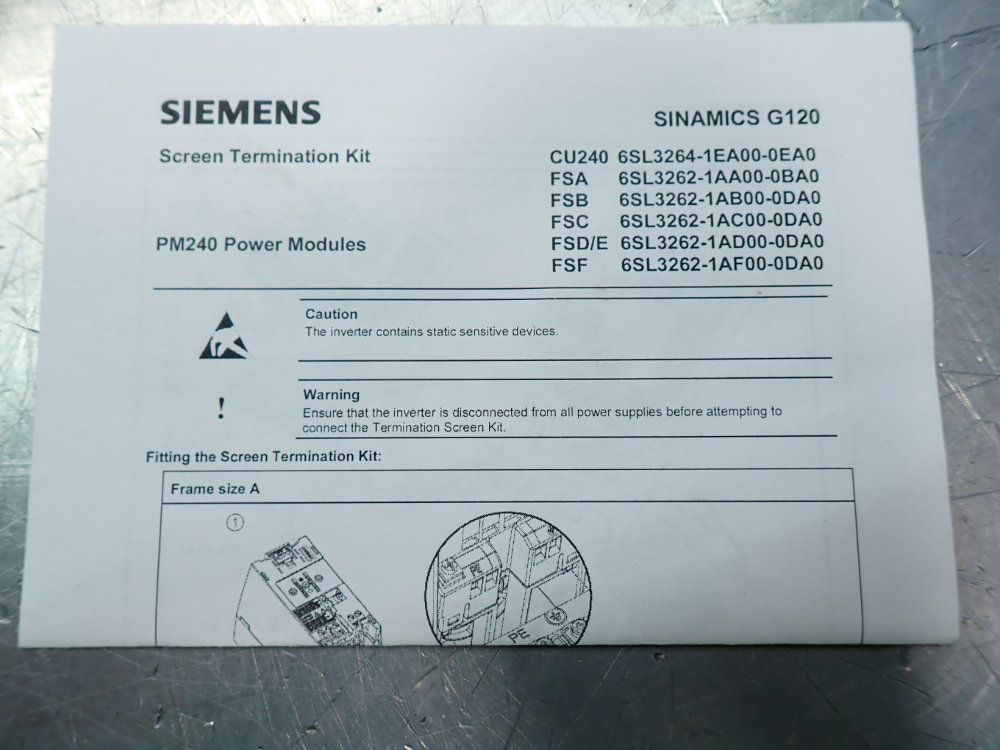 SIEMENS
SINAMICS G120
Screen Termination Kit
CU240 6SL3264-1EA00-0EA0
FSA 6SL3262-1AA00-0BA0
FSB 6SL3262-1AB00-0DA0
FSC 6SL3262-1AC00-0DA0
PM240 Power Modules
FSD/E 6SL3262-1AD00-0DA0
FSF 6SL3262-1AF00-0DA0
Caution
The inverter contains static sensitive devices.
!
Warning
Ensure that the inverter is disconnected from all power supplies before attempting to
connect the Termination Screen Kit.
Fitting the Screen Termination Kit:
Frame size A
①
PE